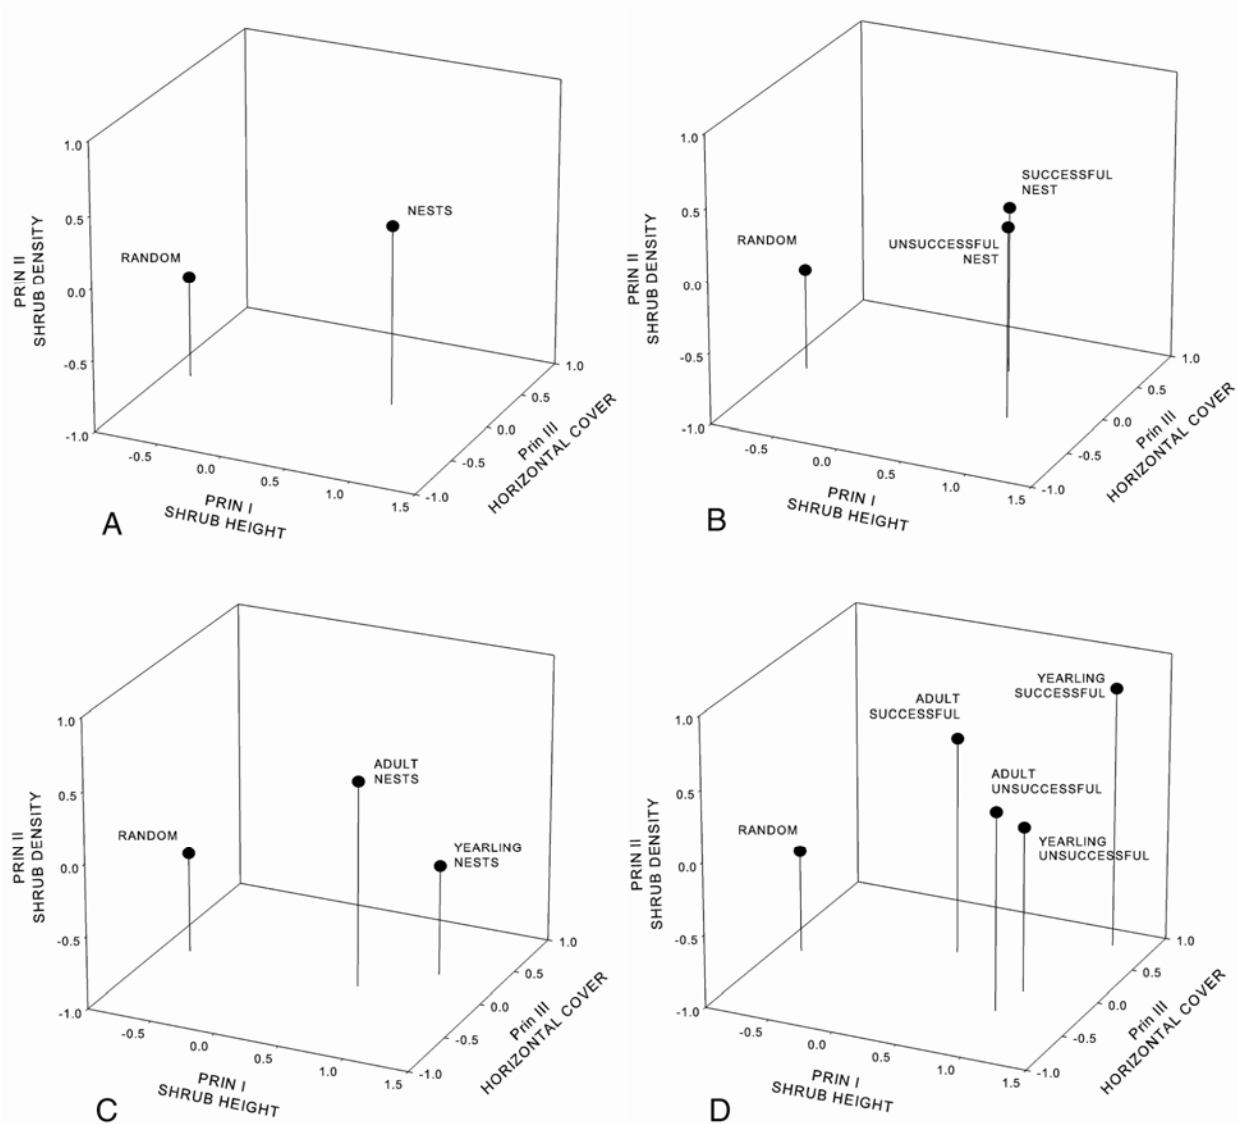 1.0
0.5
0.0
-0.5
-1.0
PRIN II
SHRUB DENSITY
RANDOM
NESTS
-0.5
0.0
0.5
1.0
1.5
PRIN I
SHRUB HEIGHT
-1.0
-0.5
0.0
0.5
1.0
Prin III
HORIZONTAL COVER
A
1.0
0.5
0.0
-0.5
-1.0
PRIN II
SHRUB DENSITY
RANDOM
SUCCESSFUL
NEST
UNSUCCESSFUL
NEST
-0.5
0.0
0.5
1.0
1.5
PRIN I
SHRUB HEIGHT
-1.0
-0.5
0.0
0.5
1.0
Prin III
HORIZONTAL COVER
B
1.0
0.5
0.0
-0.5
-1.0
PRIN II
SHRUB DENSITY
RANDOM
ADULT
NESTS
YEARLING
NESTS
-0.5
0.0
0.5
1.0
1.5
PRIN I
SHRUB HEIGHT
-1.0
-0.5
0.0
0.5
1.0
Prin III
HORIZONTAL COVER
C
1.0
0.5
0.0
-0.5
-1.0
PRIN II
SHRUB DENSITY
RANDOM
ADULT
SUCCESSFUL
YEARLING
SUCCESSFUL
ADULT
UNSUCCESSFUL
YEARLING
UNSUCCESSFUL
-0.5
0.0
0.5
1.0
1.5
PRIN I
SHRUB HEIGHT
-1.0
-0.5
0.0
0.5
1.0
Prin III
HORIZONTAL COVER
D